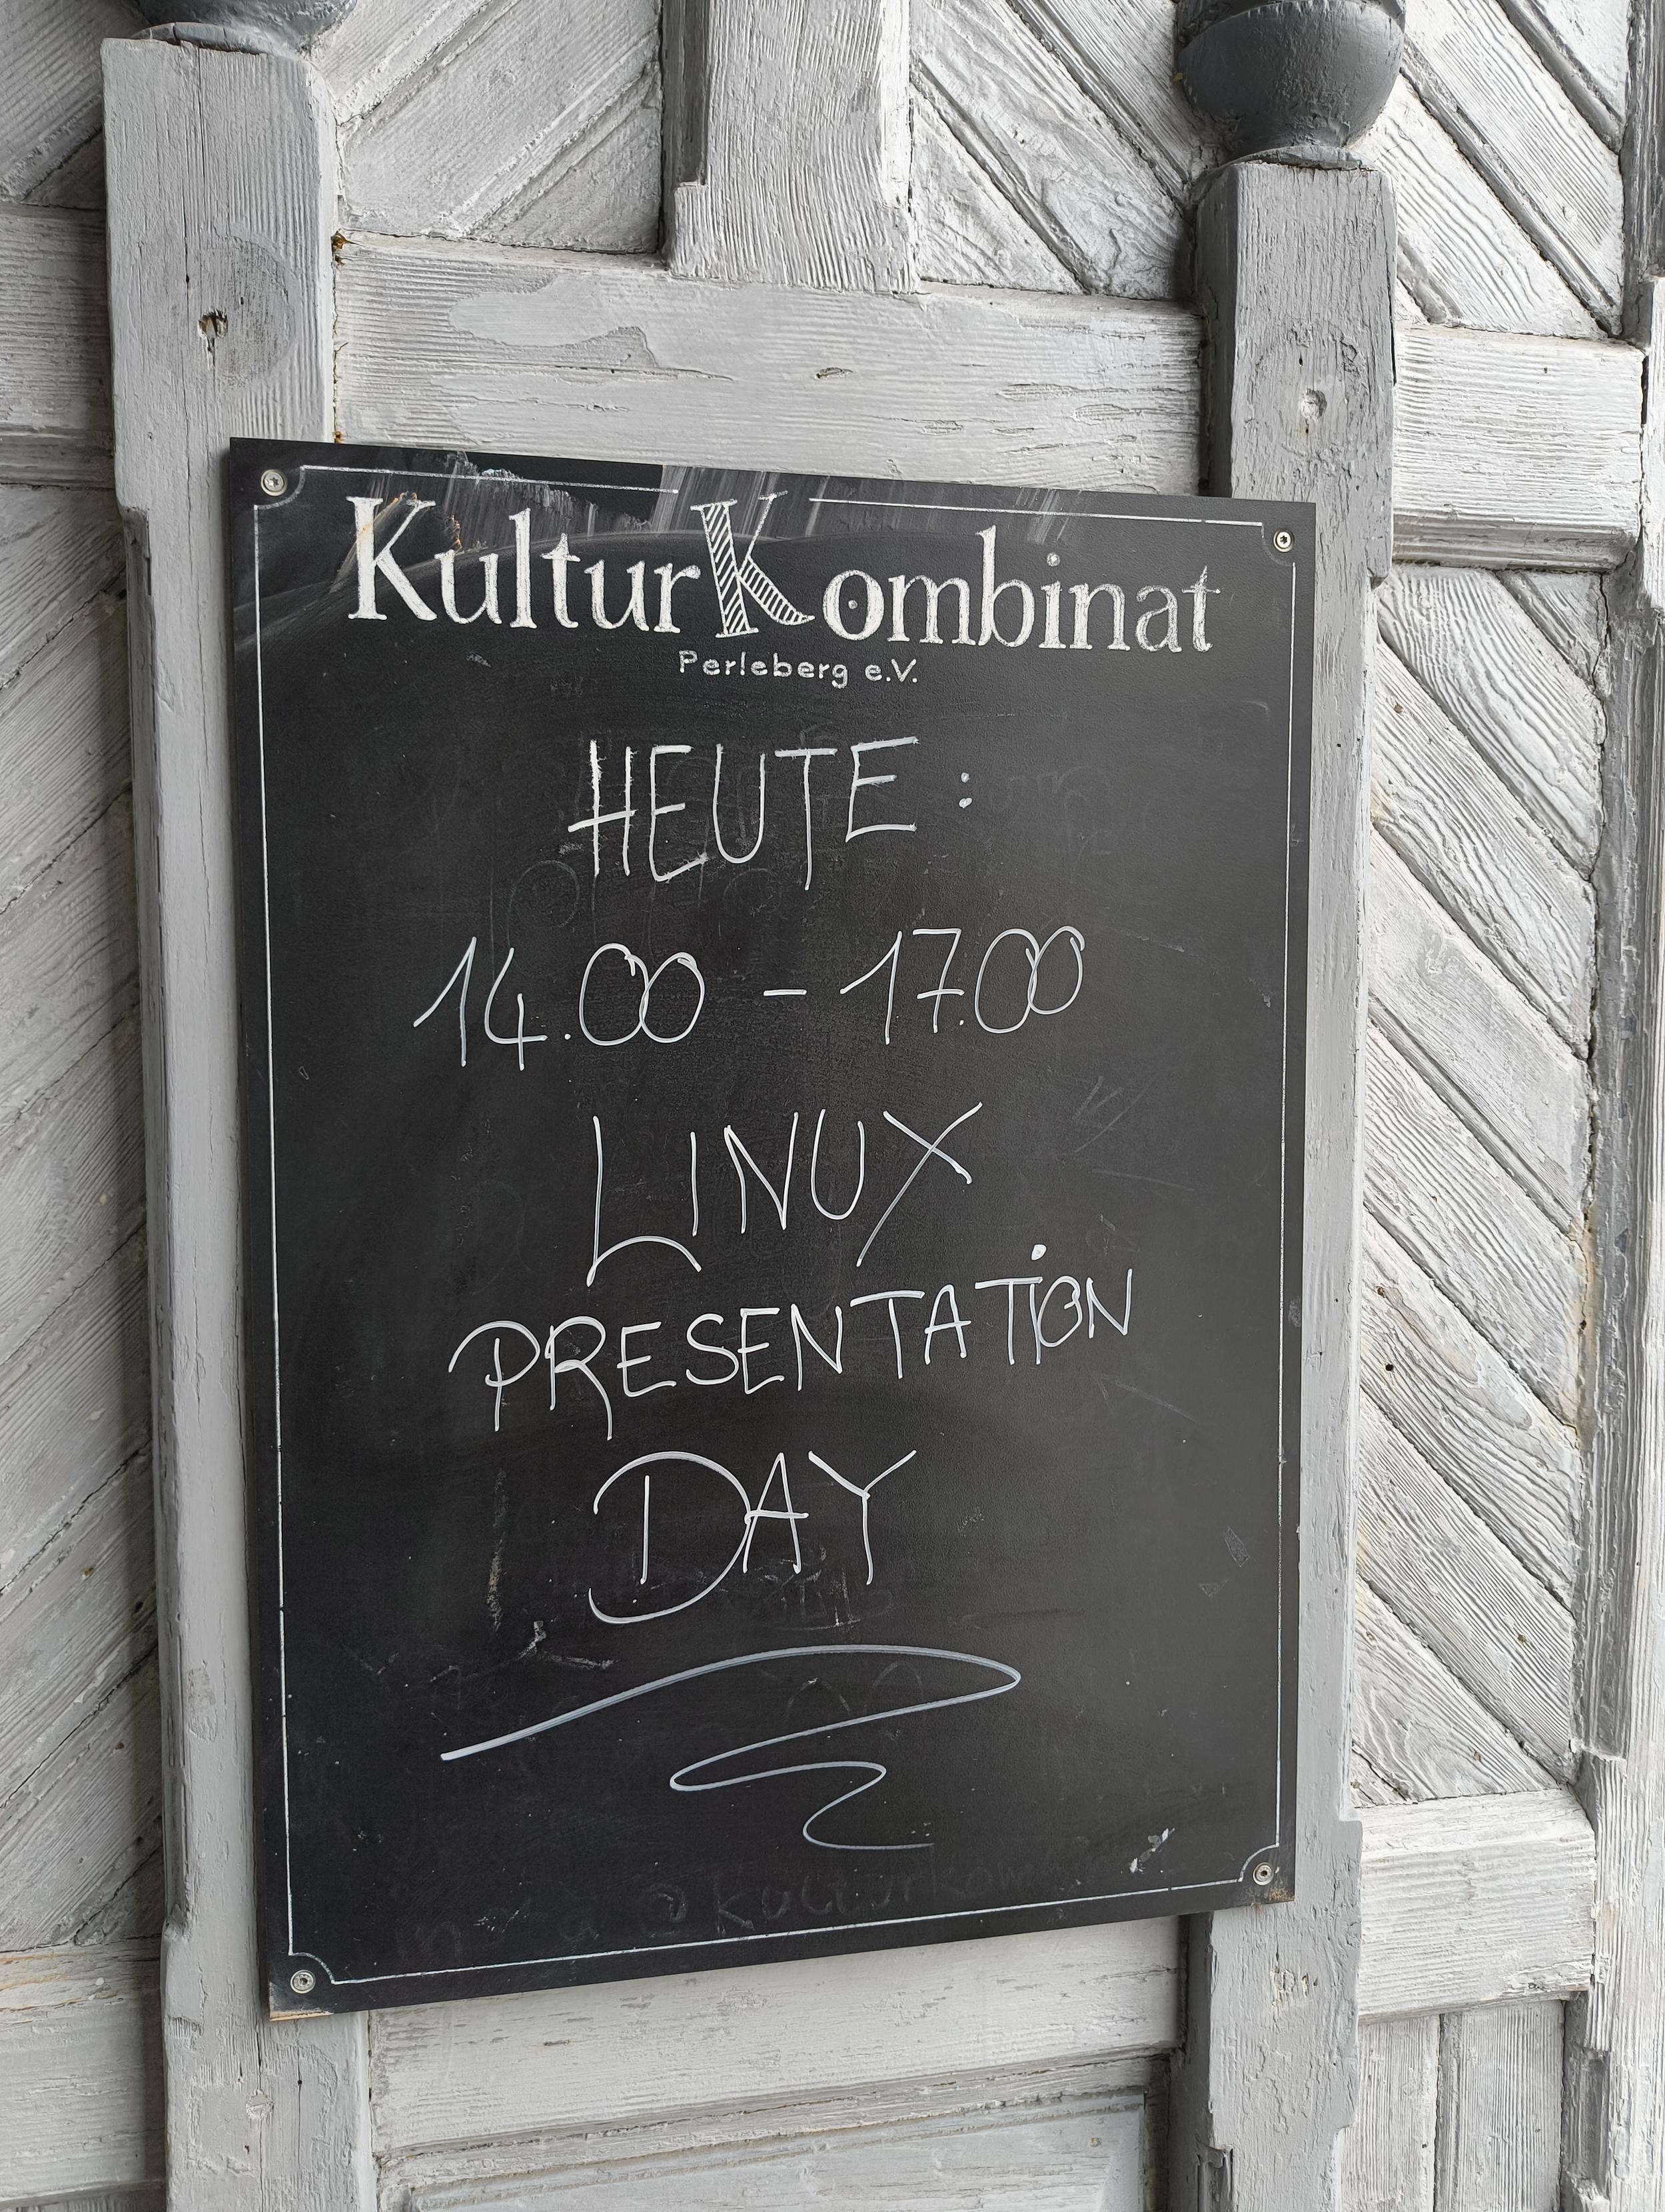 KulturKombinat
Perleberg e.V.
HEUTE :
14.00 - 17.00
LINUX
PRESENTATION
DAY